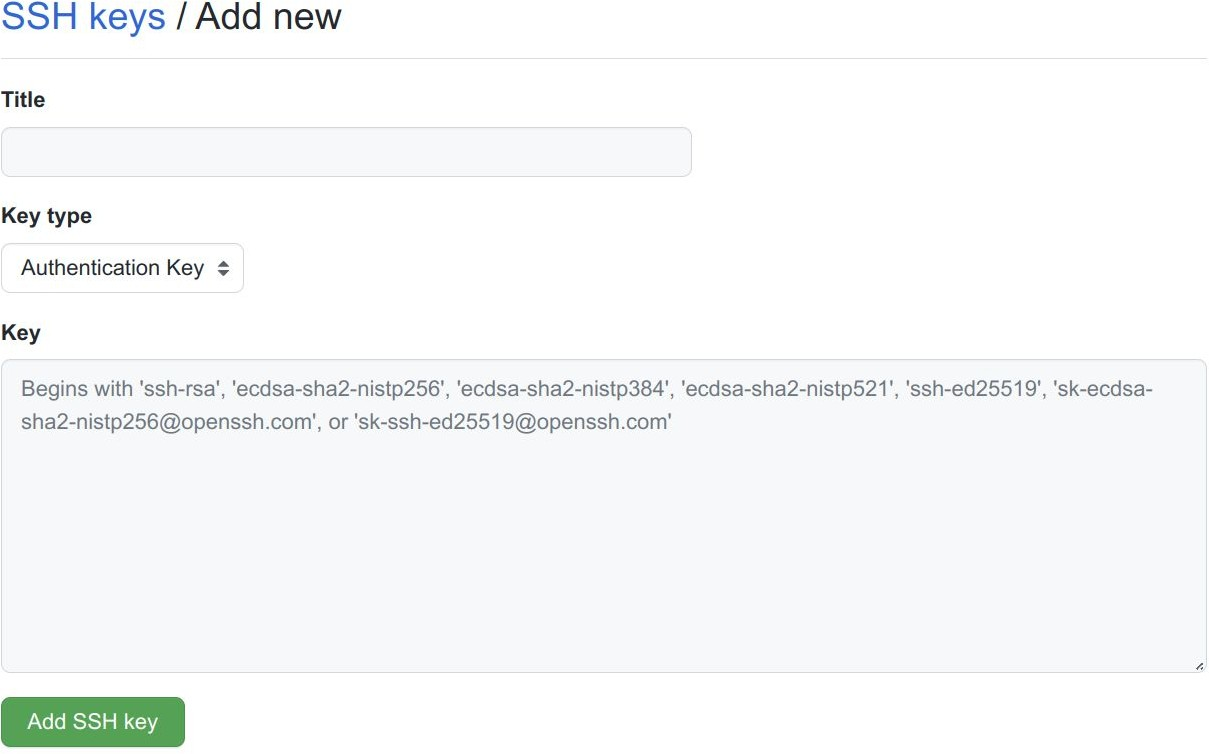 SSH keys / Add new
Title
Key type
Authentication Key
Key
Begins with 'ssh-rsa', 'ecdsa-sha2-nistp256', 'ecdsa-sha2-nistp384', 'ecdsa-sha2-nistp521', 'ssh-ed25519', 'sk-ecdsa-
sha2-nistp256@openssh.com', or 'sk-ssh-ed25519@openssh.com'
Add SSH key